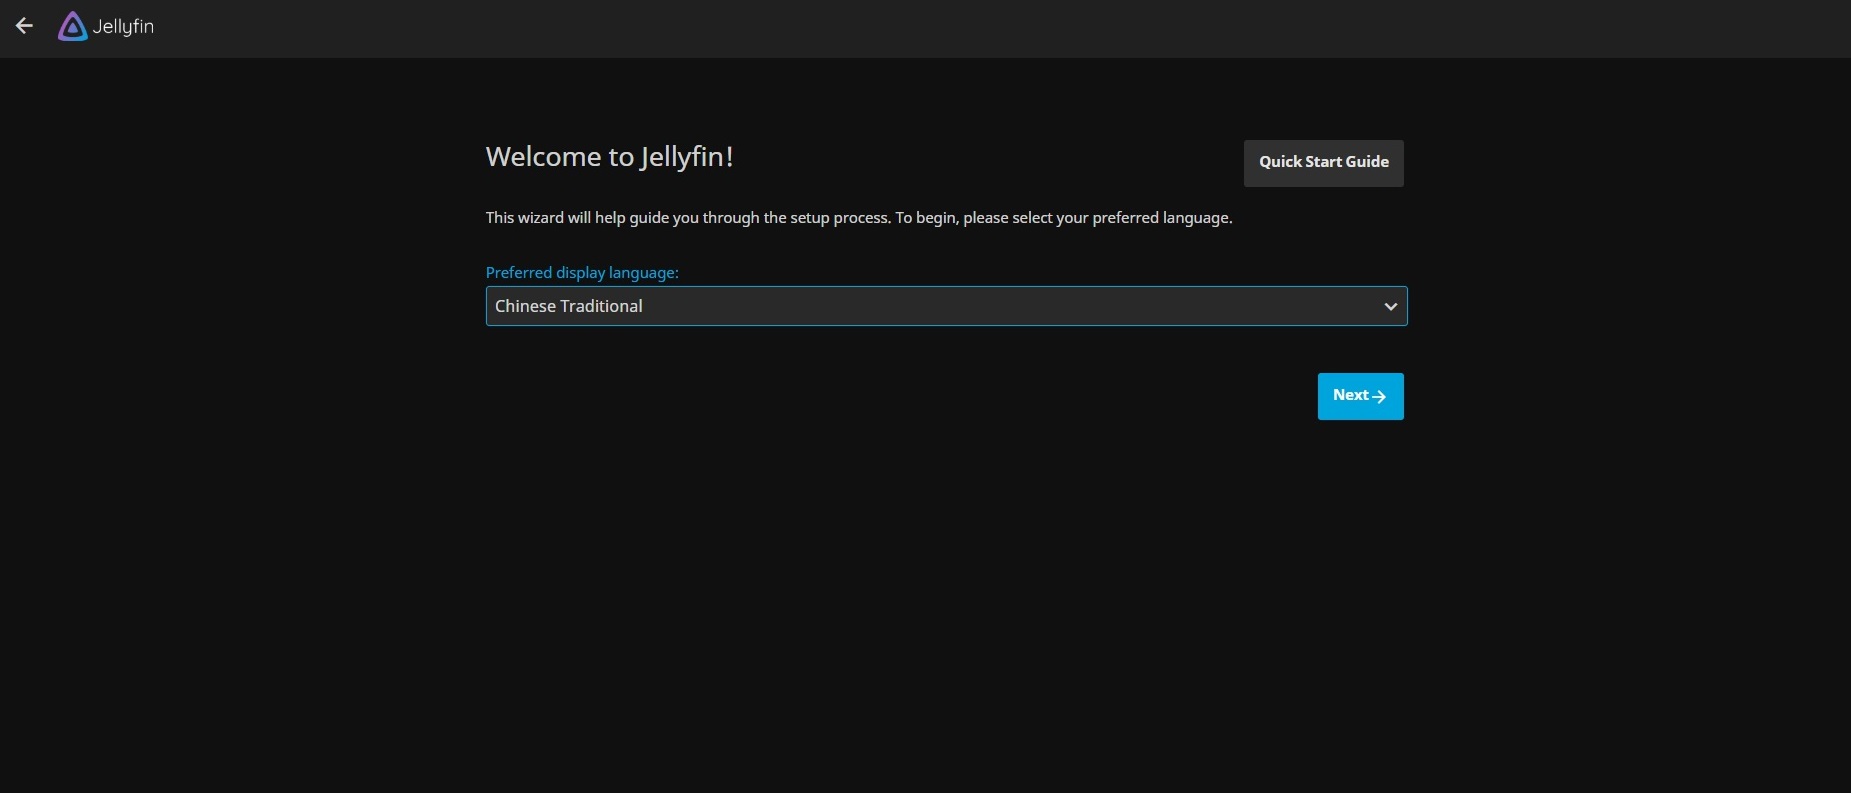 Jellyfin
Welcome to Jellyfin!
Quick Start Guide
This wizard will help guide you through the setup process. To begin, please select your preferred language.
Preferred display language:
Chinese Traditional
Next